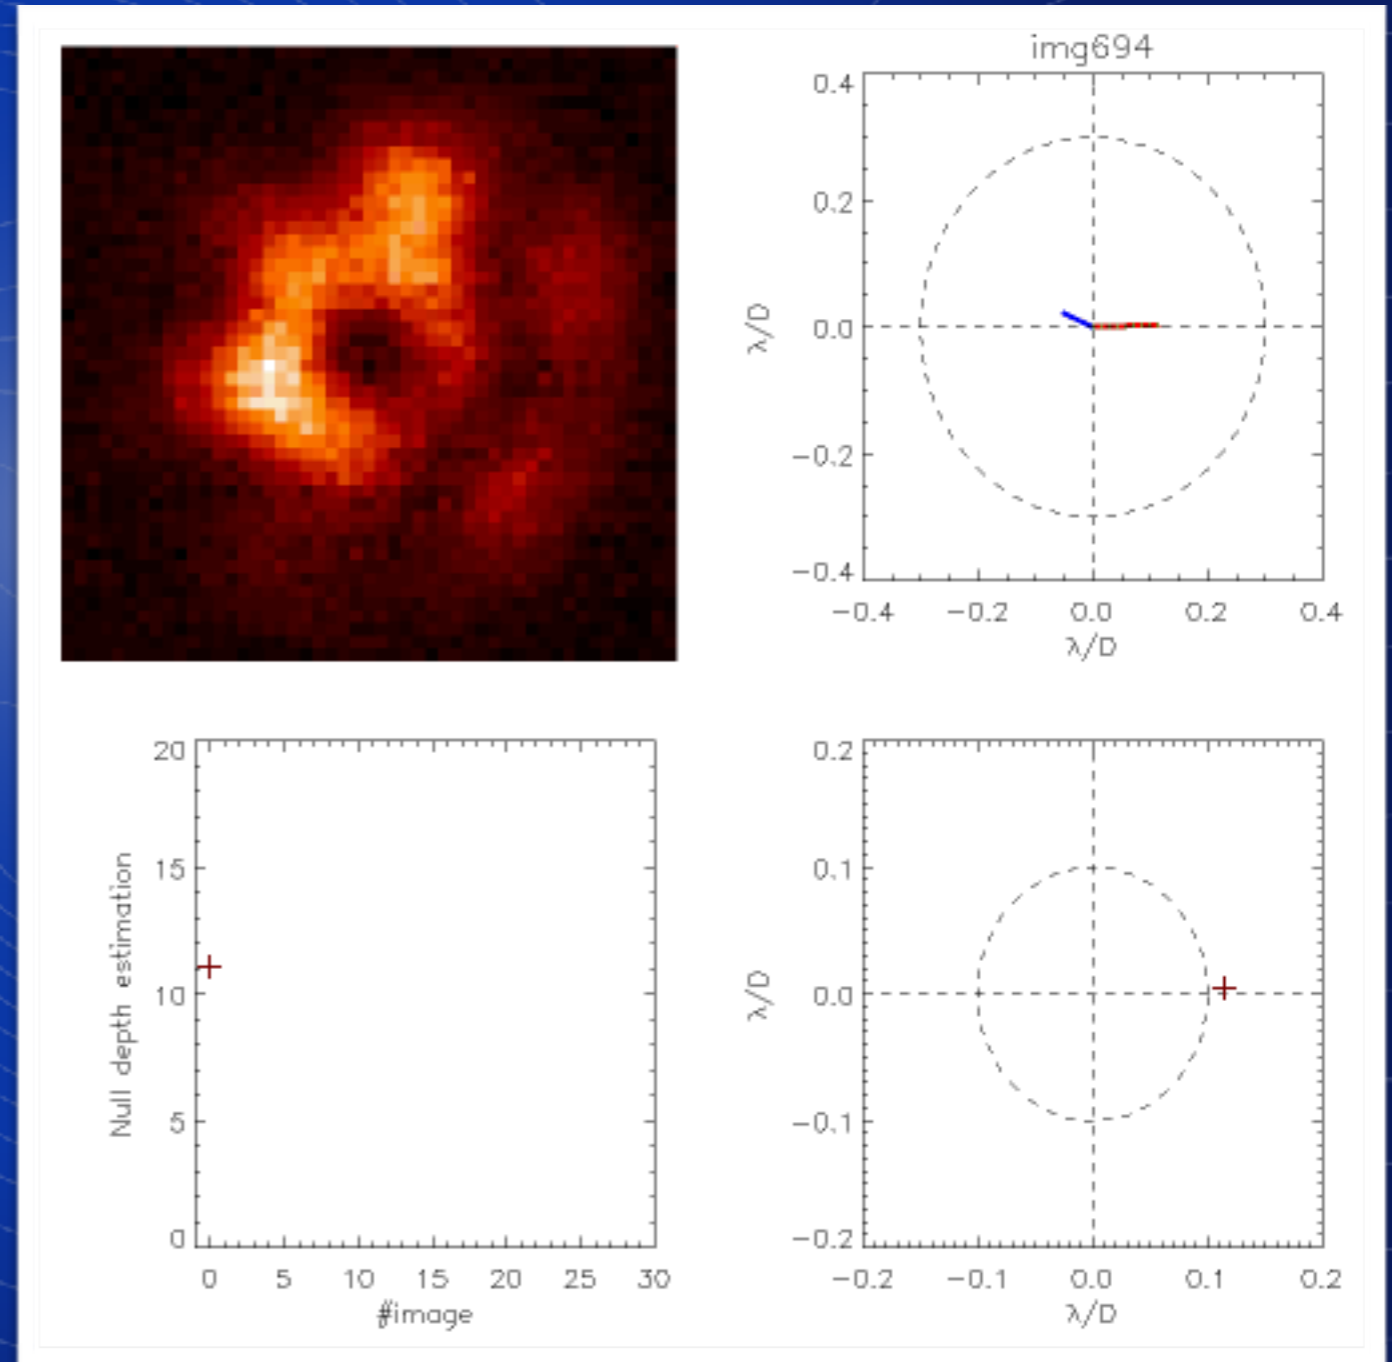 img694
0.4
0.2
0.0
−0.2
−0.4
λ/D
−0.4 −0.2 0.0 0.2 0.4
λ/D
20
15
10
5
0
Null depth estimation
0 5 10 15 20 25 30
#image
0.2
0.1
0.0
−0.1
−0.2
λ/D
−0.2 −0.1 0.0 0.1 0.2
λ/D